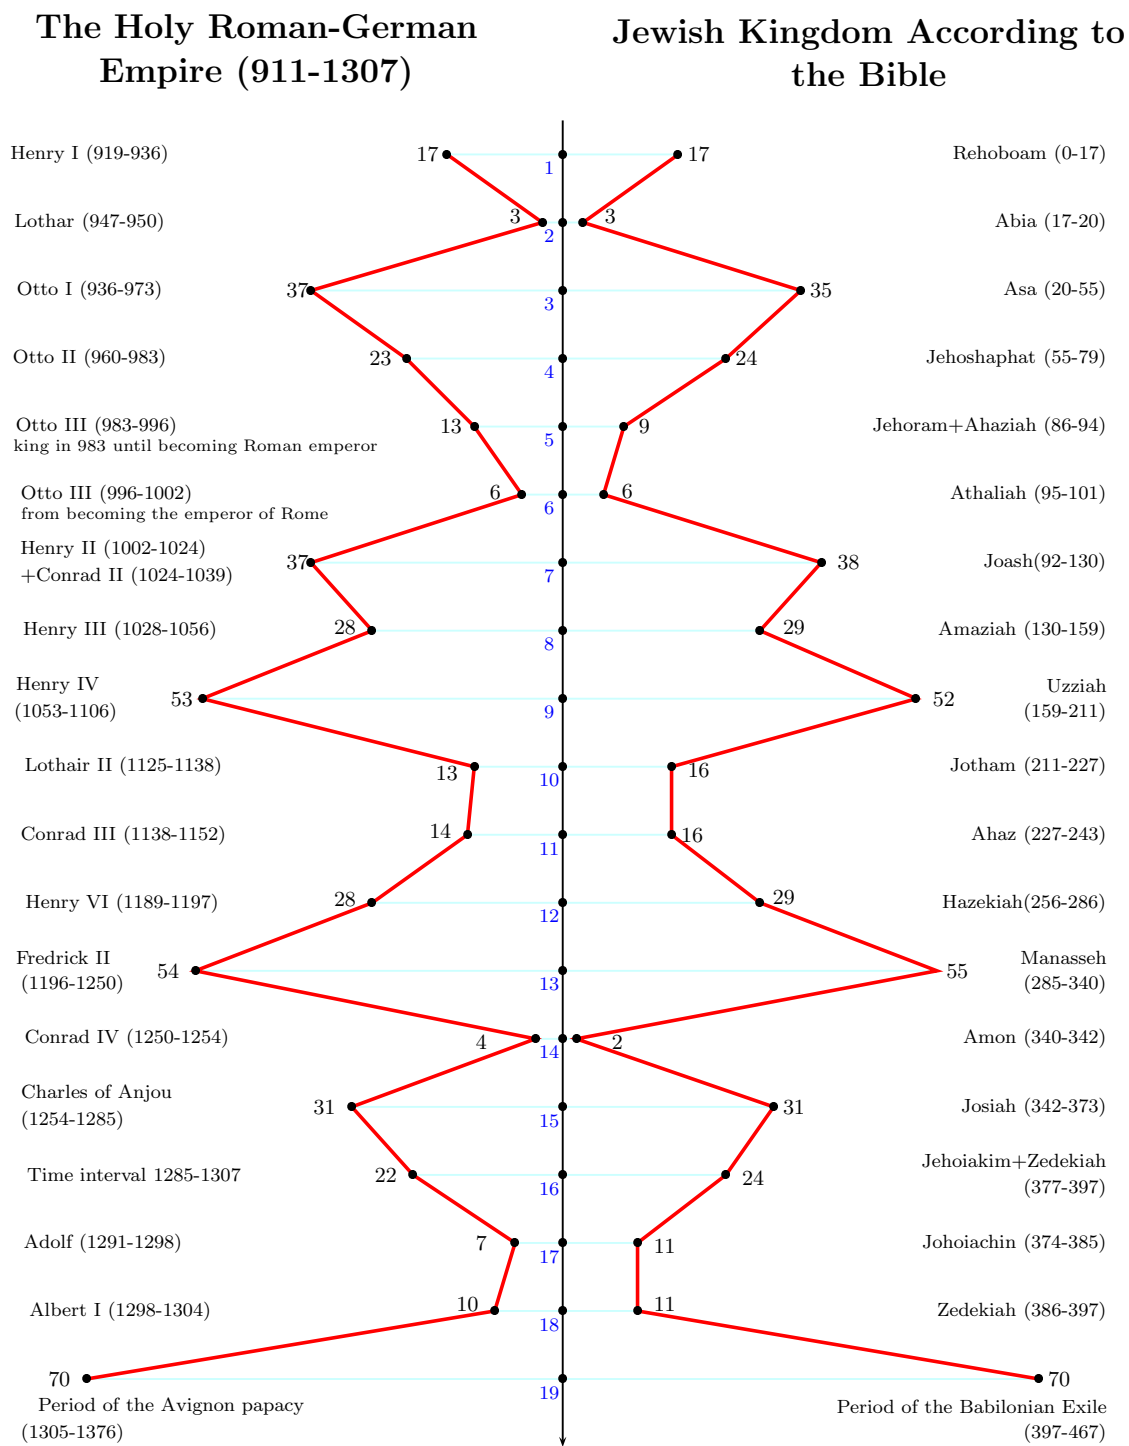 The Holy Roman-German
Empire (911-1307)
Jewish Kingdom According to
the Bible
Henry I (919-936)
17
1
17
Rehoboam (0-17)
Lothar (947-950)
3
2
3
Abia (17-20)
Otto I (936-973)
37
3
35
Asa (20-55)
Otto II (960-983)
23
4
24
Jehoshaphat (55-79)
Otto III (983-996)
king in 983 until becoming Roman emperor
13
5
9
Jehoram+Ahaziah (86-94)
Otto III (996-1002)
from becoming the emperor of Rome
6
6
6
Athaliah (95-101)
Henry II (1002-1024)
+Conrad II (1024-1039)
37
7
38
Joash(92-130)
Henry III (1028-1056)
28
8
29
Amaziah (130-159)
Henry IV
(1053-1106)
53
9
52
Uzziah
(159-211)
Lothair II (1125-1138)
13
10
16
Jotham (211-227)
Conrad III (1138-1152)
14
11
16
Ahaz (227-243)
Henry VI (1189-1197)
28
12
29
Hazekiah(256-286)
Fredrick II
(1196-1250)
54
13
55
Manasseh
(285-340)
Conrad IV (1250-1254)
4
14
2
Amon (340-342)
Charles of Anjou
(1254-1285)
31
15
31
Josiah (342-373)
Time interval 1285-1307
22
16
24
Jehoiakim+Zedekiah
(377-397)
Adolf (1291-1298)
7
17
11
Johoiachin (374-385)
Albert I (1298-1304)
10
18
11
Zedekiah (386-397)
70
19
70
Period of the Avignon papacy
(1305-1376)
Period of the Babilonian Exile
(397-467)